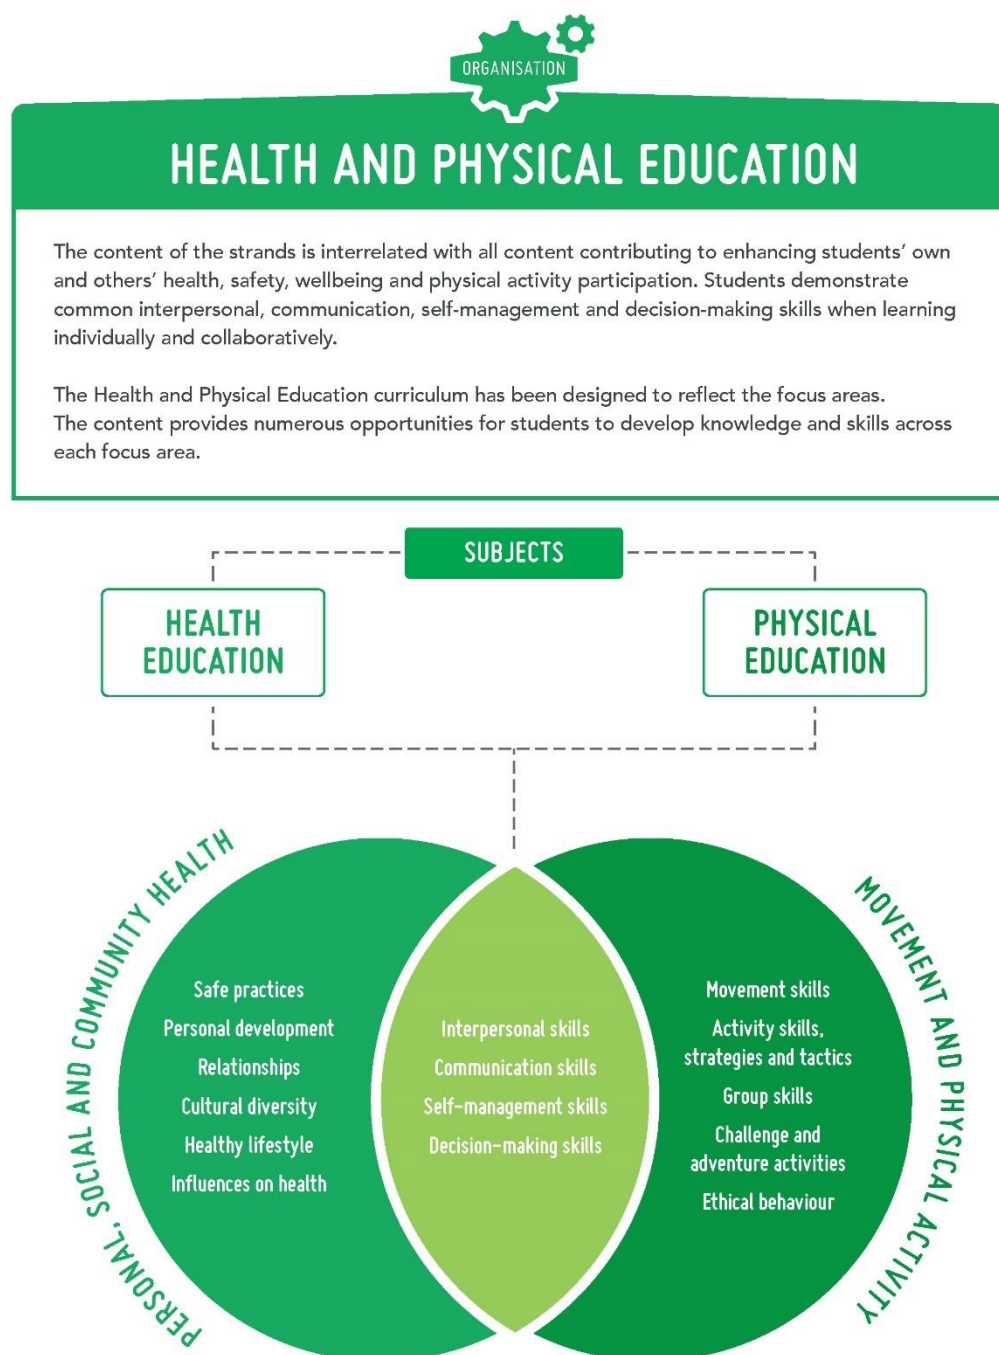 ORGANISATION
HEALTH AND PHYSICAL EDUCATION
The content of the strands is interrelated with all content contributing to enhancing students’ own
and others’ health, safety, wellbeing and physical activity participation. Students demonstrate
common interpersonal, communication, self-management and decision-making skills when learning
individually and collaboratively.
The Health and Physical Education curriculum has been designed to reflect the focus areas.
The content provides numerous opportunities for students to develop knowledge and skills across
each focus area.
SUBJECTS
HEALTH
EDUCATION
PHYSICAL
EDUCATION
PERSONAL, SOCIAL AND COMMUNITY HEALTH
Safe practices
Personal development
Relationships
Cultural diversity
Healthy lifestyle
Influences on health
Interpersonal skills
Communication skills
Self-management skills
Decision-making skills
Movement skills
Activity skills,
strategies and tactics
Group skills
Challenge and
adventure activities
Ethical behaviour
MOVEMENT AND PHYSICAL ACTIVITY